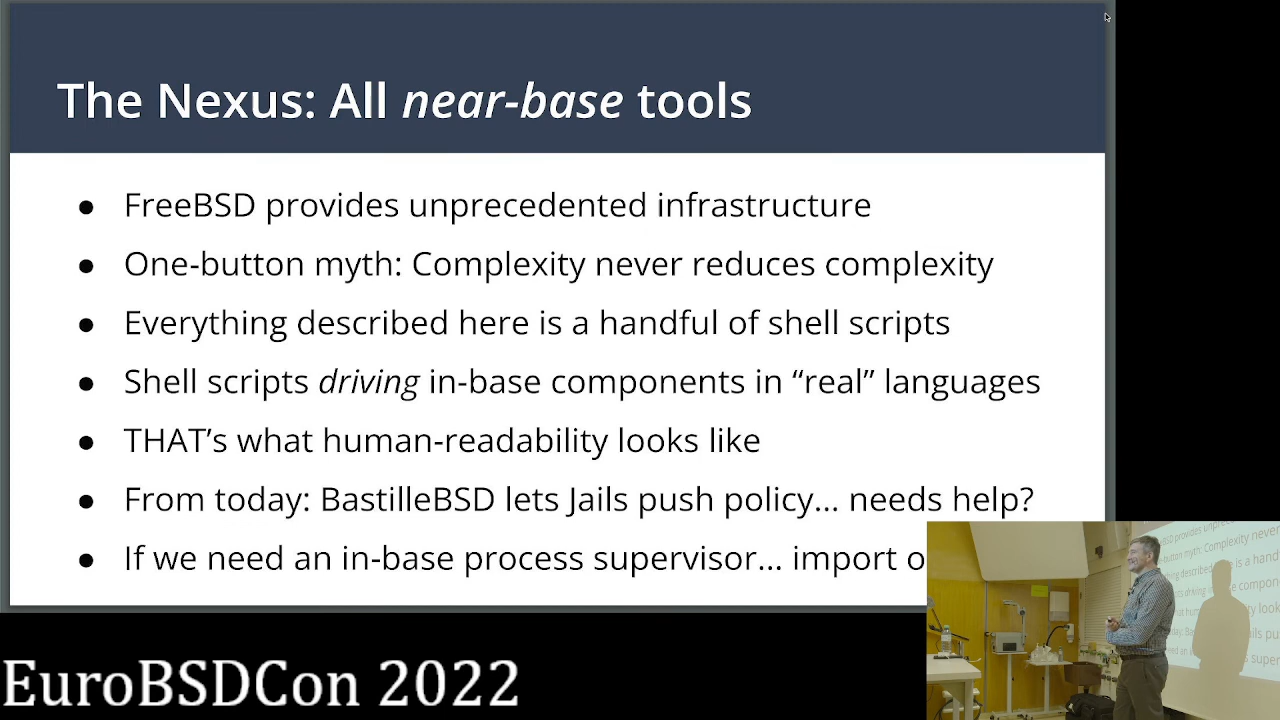 The Nexus: All near-base tools
● FreeBSD provides unprecedented infrastructure
● One-button myth: Complexity never reduces complexity
● Everything described here is a handful of shell scripts
● Shell scripts driving in-base components in “real” languages
● THAT’s what human-readability looks like
● From today: BastilleBSD lets Jails push policy... needs help?
● If we need an in-base process supervisor... import o
EuroBSDCon 2022